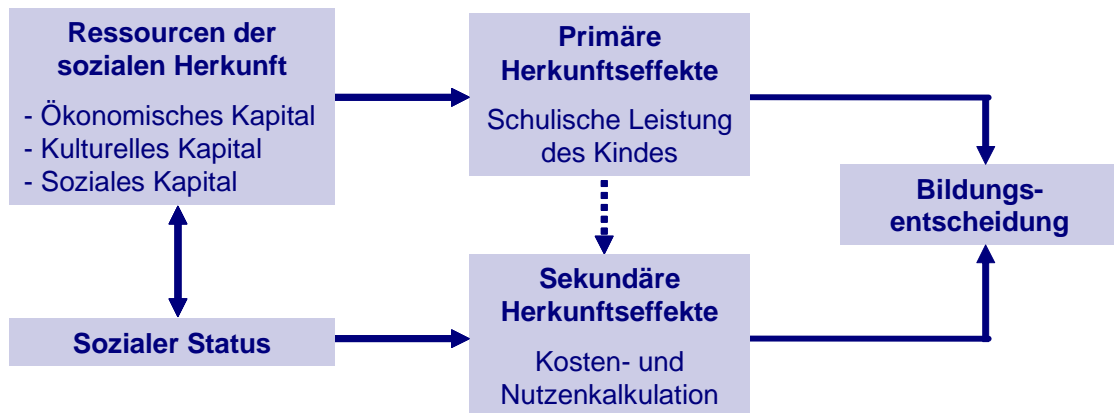 Ressourcen der
sozialen Herkunft
- Ökonomisches Kapital
- Kulturelles Kapital
- Soziales Kapital
Primäre
Herkunftseffekte
Schulische Leistung
des Kindes
Bildungs-
entscheidung
Sozialer Status
Sekundäre
Herkunftseffekte
Kosten- und
Nutzenkalkulation